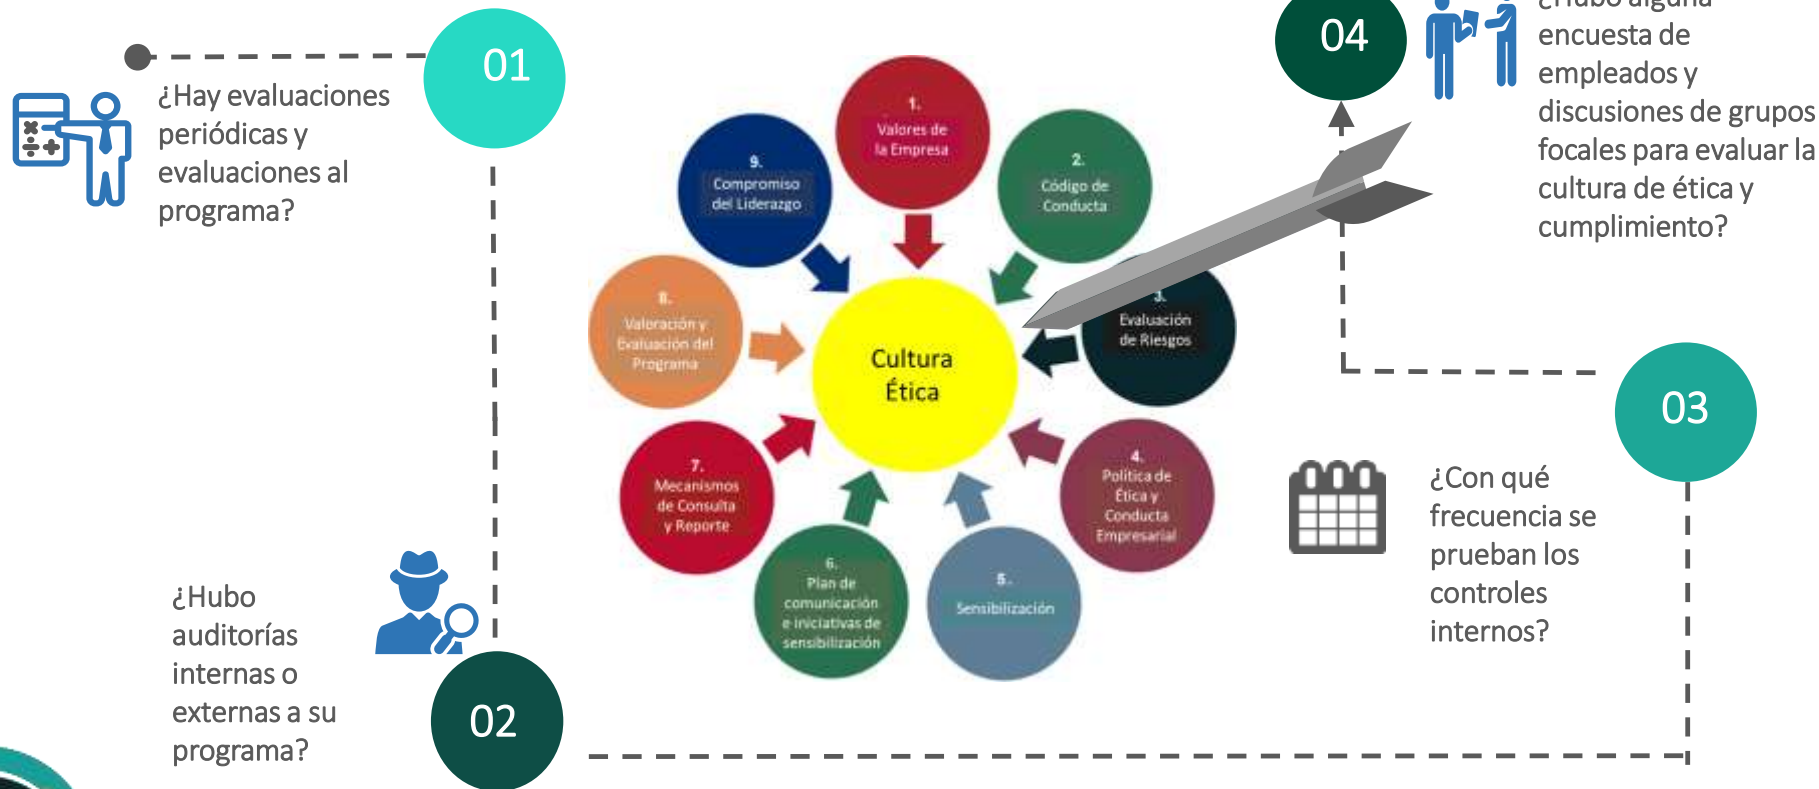 01
¿Hay evaluaciones
periódicas y
evaluaciones al
programa?
02
¿Hubo
auditorías
internas o
externas a su
programa?
03
¿Con qué
frecuencia se
prueban los
controles
internos?
04
¿Hubo alguna
encuesta de
empleados y
discusiones de grupos
focales para evaluar la
cultura de ética y
cumplimiento?
Cultura
Ética
1.
Valores de
la Empresa
2.
Código de
Conducta
3.
Evaluación
de Riesgos
4.
Política de
Ética y
Conducta
Empresarial
5.
Sensibilización
6.
Plan de
comunicación
e iniciativas de
sensibilización
7.
Mecanismos
de Consulta
y Reporte
8.
Valoración y
Evaluación del
Programa
9.
Compromiso
del Liderazgo